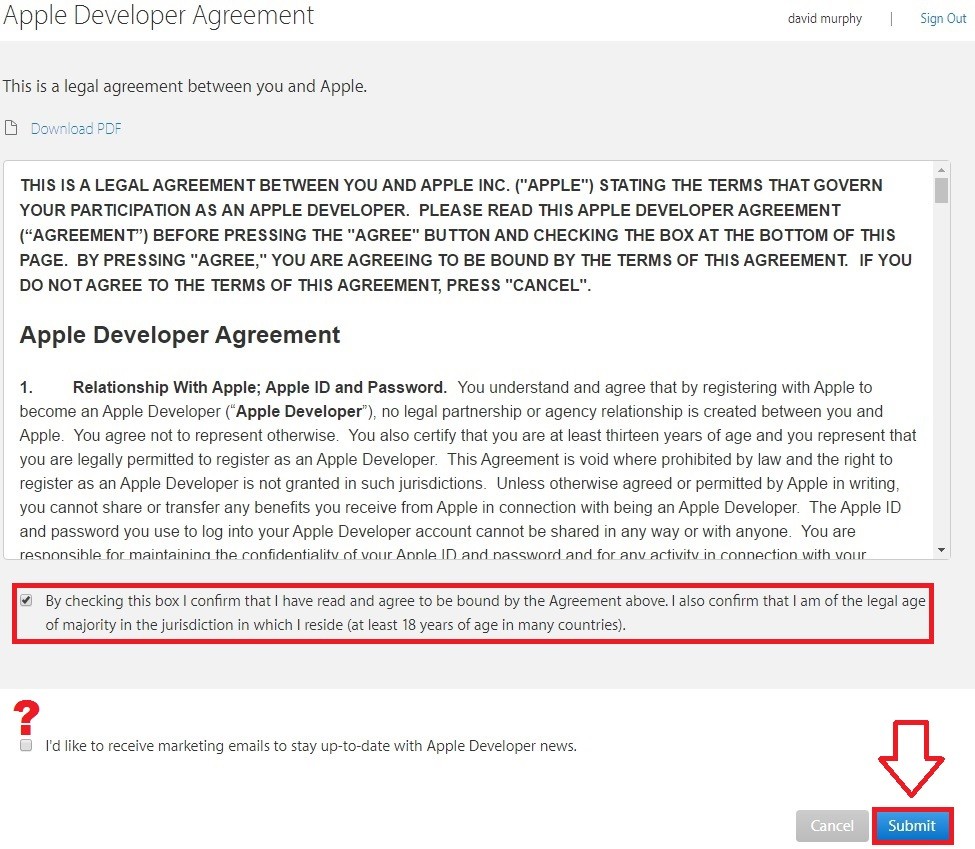 Apple Developer Agreement
david murphy | Sign Out
This is a legal agreement between you and Apple.
Download PDF
THIS IS A LEGAL AGREEMENT BETWEEN YOU AND APPLE INC. ("APPLE") STATING THE TERMS THAT GOVERN
YOUR PARTICIPATION AS AN APPLE DEVELOPER. PLEASE READ THIS APPLE DEVELOPER AGREEMENT
(“AGREEMENT”) BEFORE PRESSING THE "AGREE" BUTTON AND CHECKING THE BOX AT THE BOTTOM OF THIS
PAGE. BY PRESSING "AGREE," YOU ARE AGREEING TO BE BOUND BY THE TERMS OF THIS AGREEMENT. IF YOU
DO NOT AGREE TO THE TERMS OF THIS AGREEMENT, PRESS "CANCEL".
Apple Developer Agreement
1. Relationship With Apple; Apple ID and Password. You understand and agree that by registering with Apple to
become an Apple Developer (“Apple Developer”), no legal partnership or agency relationship is created between you and
Apple. You agree not to represent otherwise. You also certify that you are at least thirteen years of age and you represent that
you are legally permitted to register as an Apple Developer. This Agreement is void where prohibited by law and the right to
register as an Apple Developer is not granted in such jurisdictions. Unless otherwise agreed or permitted by Apple in writing,
you cannot share or transfer any benefits you receive from Apple in connection with being an Apple Developer. The Apple ID
and password you use to log into your Apple Developer account cannot be shared in any way or with anyone. You are
responsible for maintaining the confidentiality of your Apple ID and password and for any activity in connection with your
By checking this box I confirm that I have read and agree to be bound by the Agreement above. I also confirm that I am of the legal age
of majority in the jurisdiction in which I reside (at least 18 years of age in many countries).
?
I'd like to receive marketing emails to stay up-to-date with Apple Developer news.
Cancel Submit